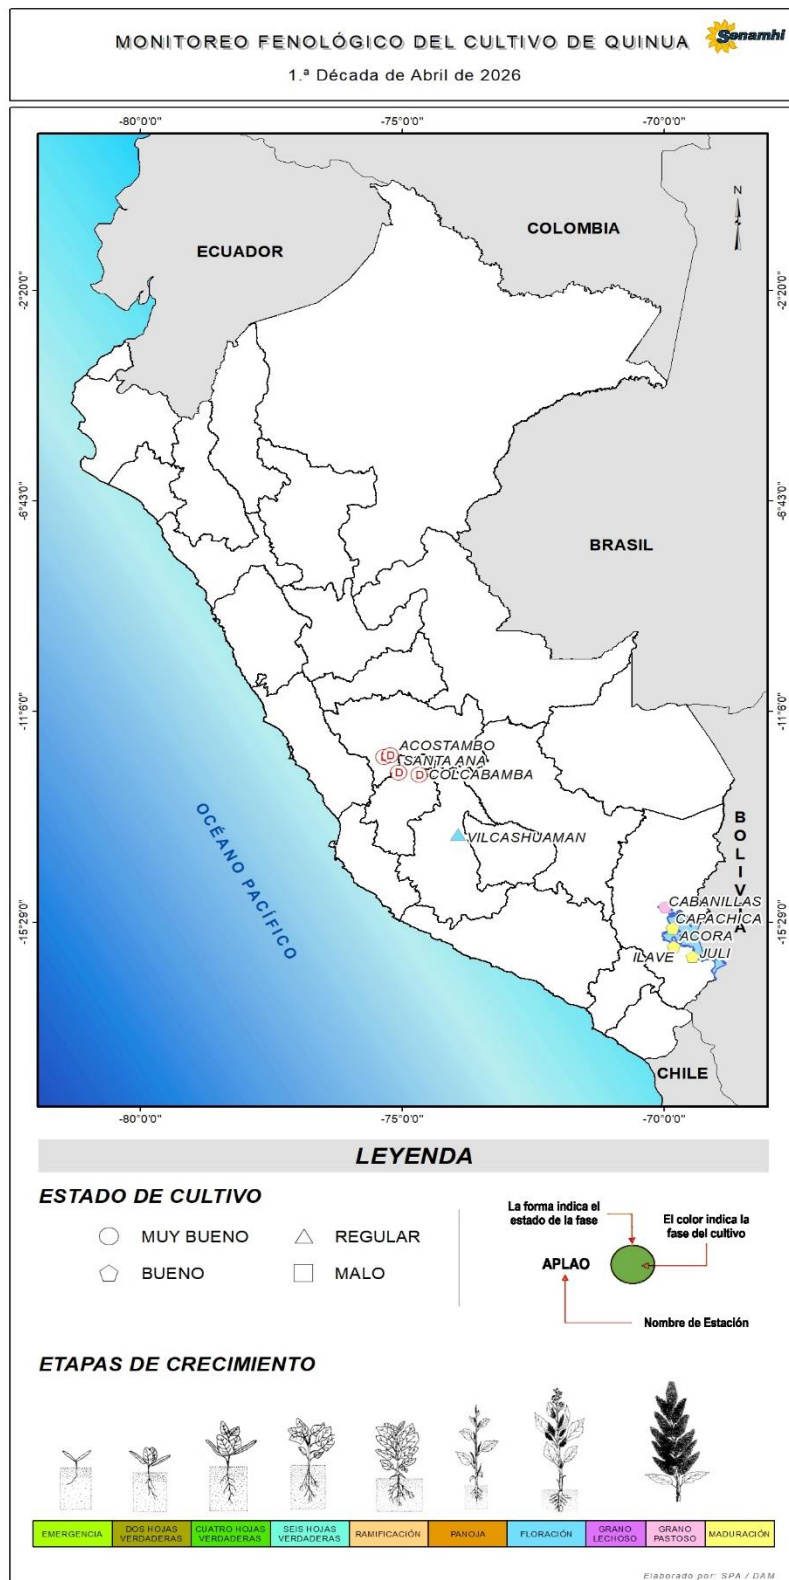 MONITOREO FENOLÓGICO DEL CULTIVO DE QUINUA
Senamhi
1.ª Década de Abril de 2026
-80°0'0"
-75°0'0"
-70°0'0"
N
COLOMBIA
ECUADOR
-2°20'0"
-2°20'0"
-6°43'0"
-6°43'0"
BRASIL
-11°6'0"
-11°6'0"
D
ACOSTAMBO
SANTA ANA
D
D
COLCABAMBA
OCÉANO PACÍFICO
VILCASHUAMAN
BOLIVIA
CABANILLAS
CAPACHICA
-15°29'0"
-15°29'0"
ACORA
ILAVE
JULI
CHILE
-80°0'0"
-75°0'0"
-70°0'0"
LEYENDA
ESTADO DE CULTIVO
MUY BUENO
REGULAR
BUENO
MALO
La forma indica el
estado de la fase
El color indica la
fase del cultivo
APLAO
Nombre de Estación
ETAPAS DE CRECIMIENTO
EMERGENCIA
DOS HOJAS
VERDADERAS
CUATRO HOJAS
VERDADERAS
SEIS HOJAS
VERDADERAS
RAMIFICACIÓN
PANOJA
FLORACIÓN
GRANO
LECHOSO
GRANO
PASTOSO
MADURACIÓN
Elaborado por: SPA / DAM